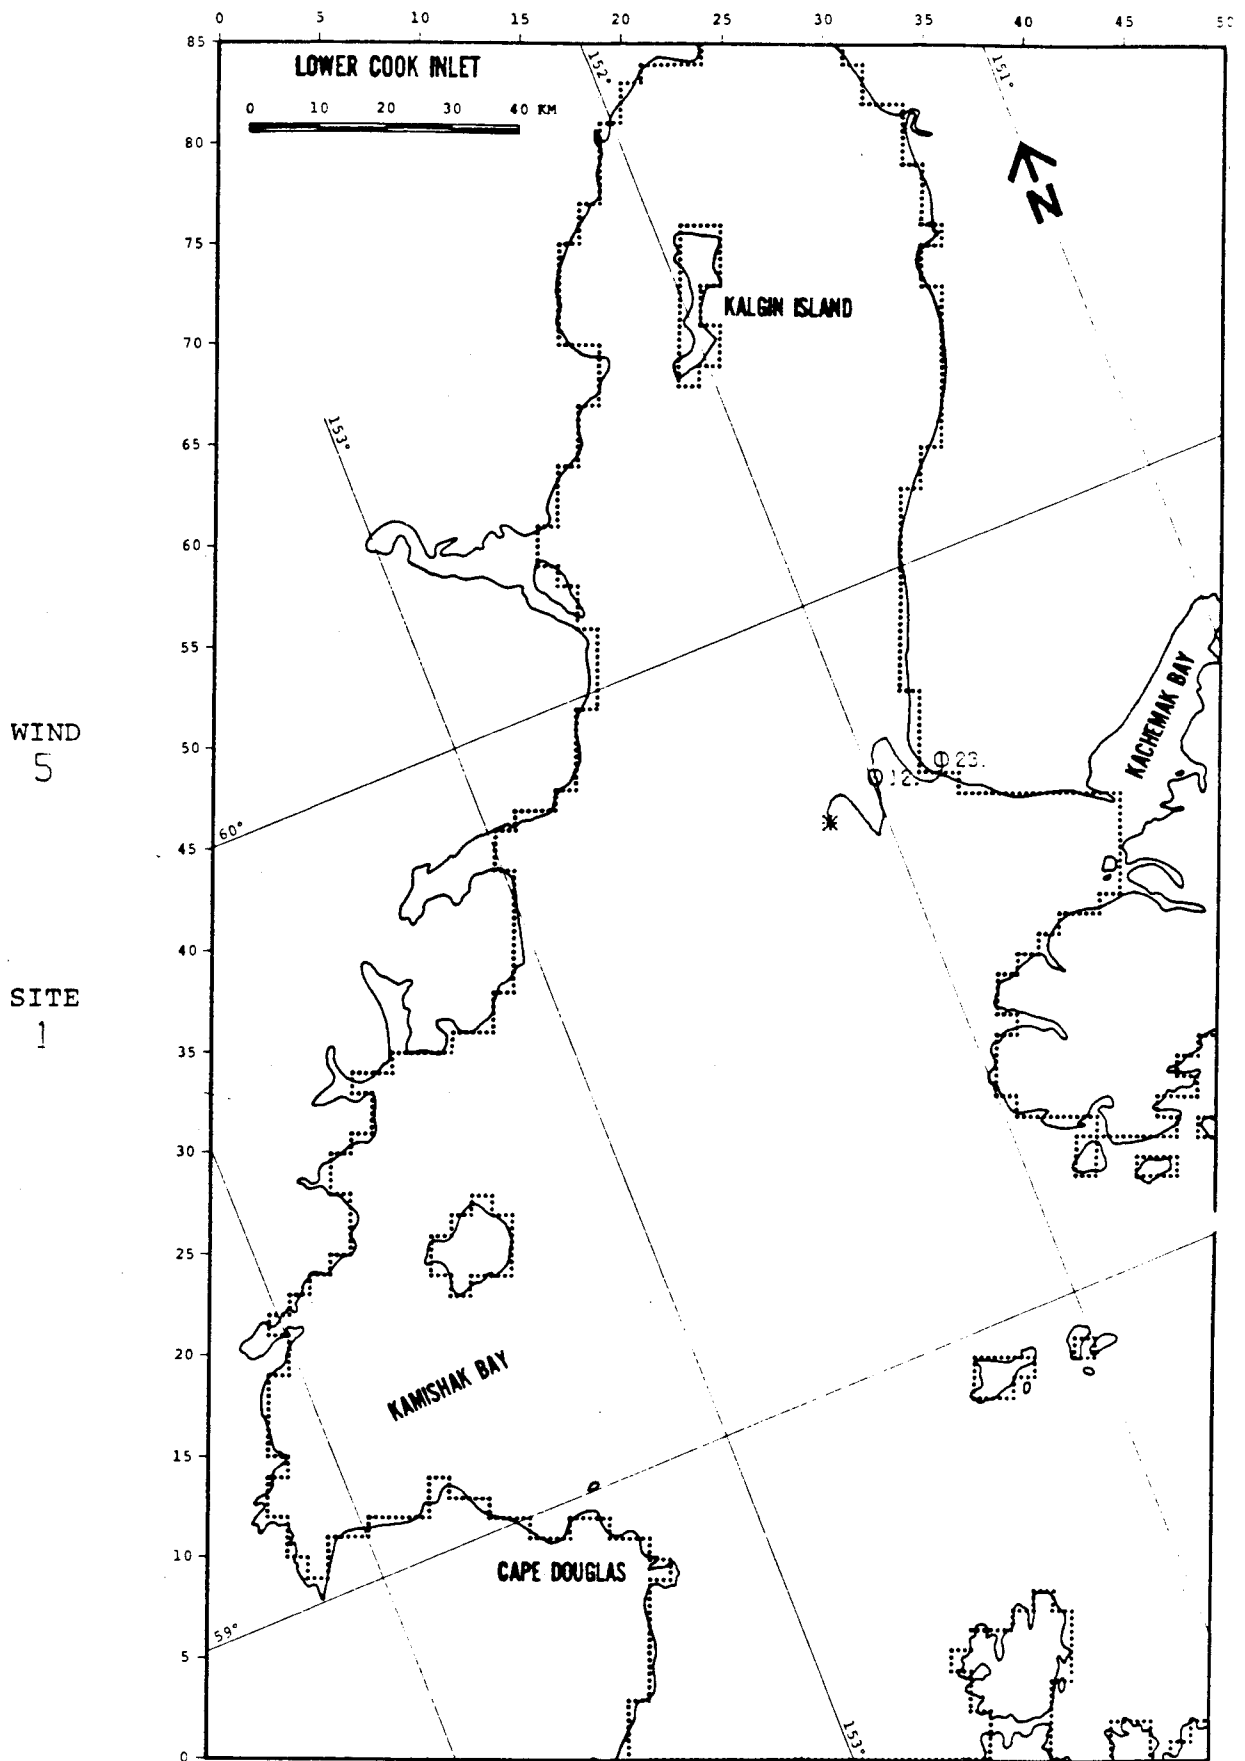 0 5 10 15 20 25 30 35 40 45 50
85
LOWER COOK INLET
0 10 20 30 40 KM
152°
151°
N
80
75
KALGIN ISLAND
70
153°
65
60
55
KACHEMAK BAY
WIND
5
50
23.
12.
60°
45
40
SITE
1
35
30
25
20
KAMISHAK BAY
15
10
CAPE DOUGLAS
59°
5
153°
0